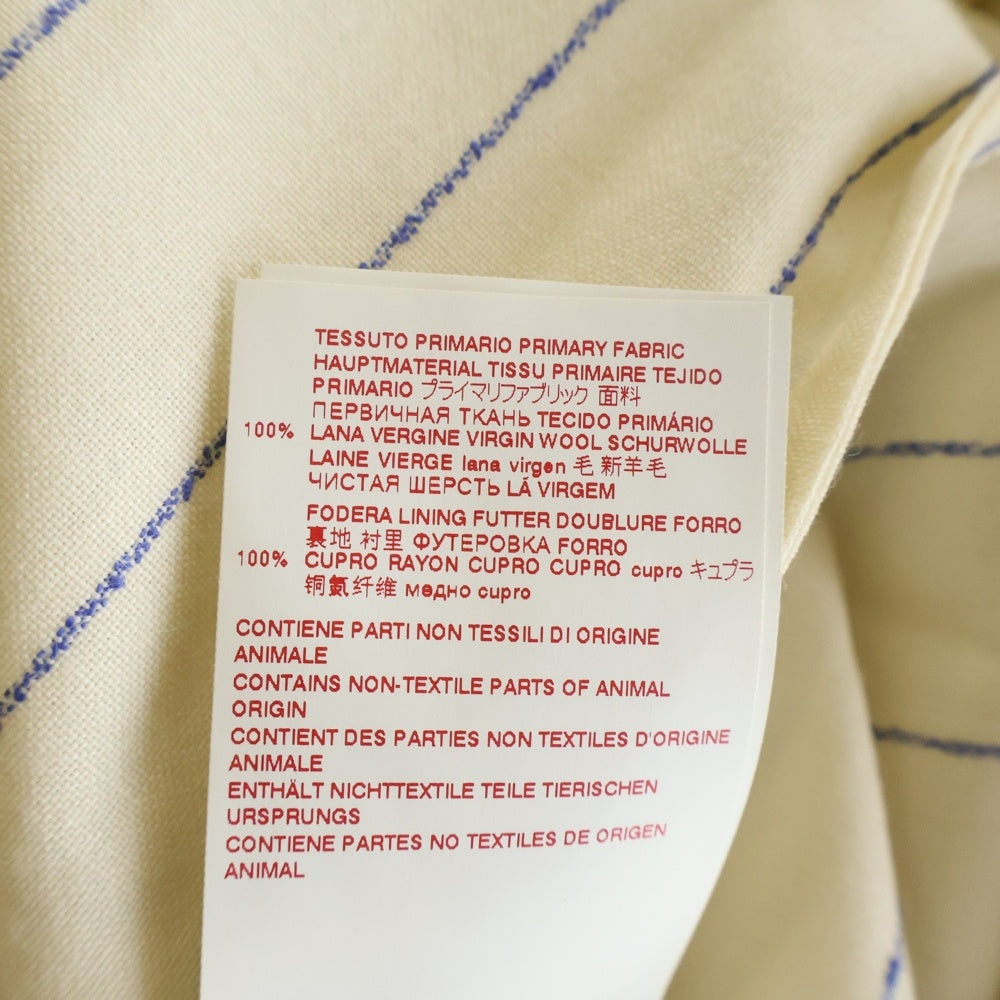 TESSUTO PRIMARIO PRIMARY FABRIC
HAUPTMATERIAL TISSU PRIMAIRE TEJIDO
PRIMARIO プライマリファブリック 面料
ПЕРВИЧНАЯ ТКАНЬ TECIDO PRIMÁRIO
100% LANA VERGINE VIRGIN WOOL SCHURWOLLE
LAINE VIERGE lana virgen 毛 新羊毛
ЧИСТАЯ ШЕРСТЬ LÃ VIRGEM
FODERA LINING FUTTER DOUBLURE FORRO
裏地 衬里 ФУТЕРОВКА FORRO
100% CUPRO RAYON CUPRO CUPRO cupro キュプラ
铜氨纤维 медно cupro
CONTIENE PARTI NON TESSILI DI ORIGINE
ANIMALE
CONTAINS NON-TEXTILE PARTS OF ANIMAL
ORIGIN
CONTIENT DES PARTIES NON TEXTILES D'ORIGINE
ANIMALE
ENTHÄLT NICHTTEXTILE TEILE TIERISCHEN
URSPRUNGS
CONTIENE PARTES NO TEXTILES DE ORIGEN
ANIMAL